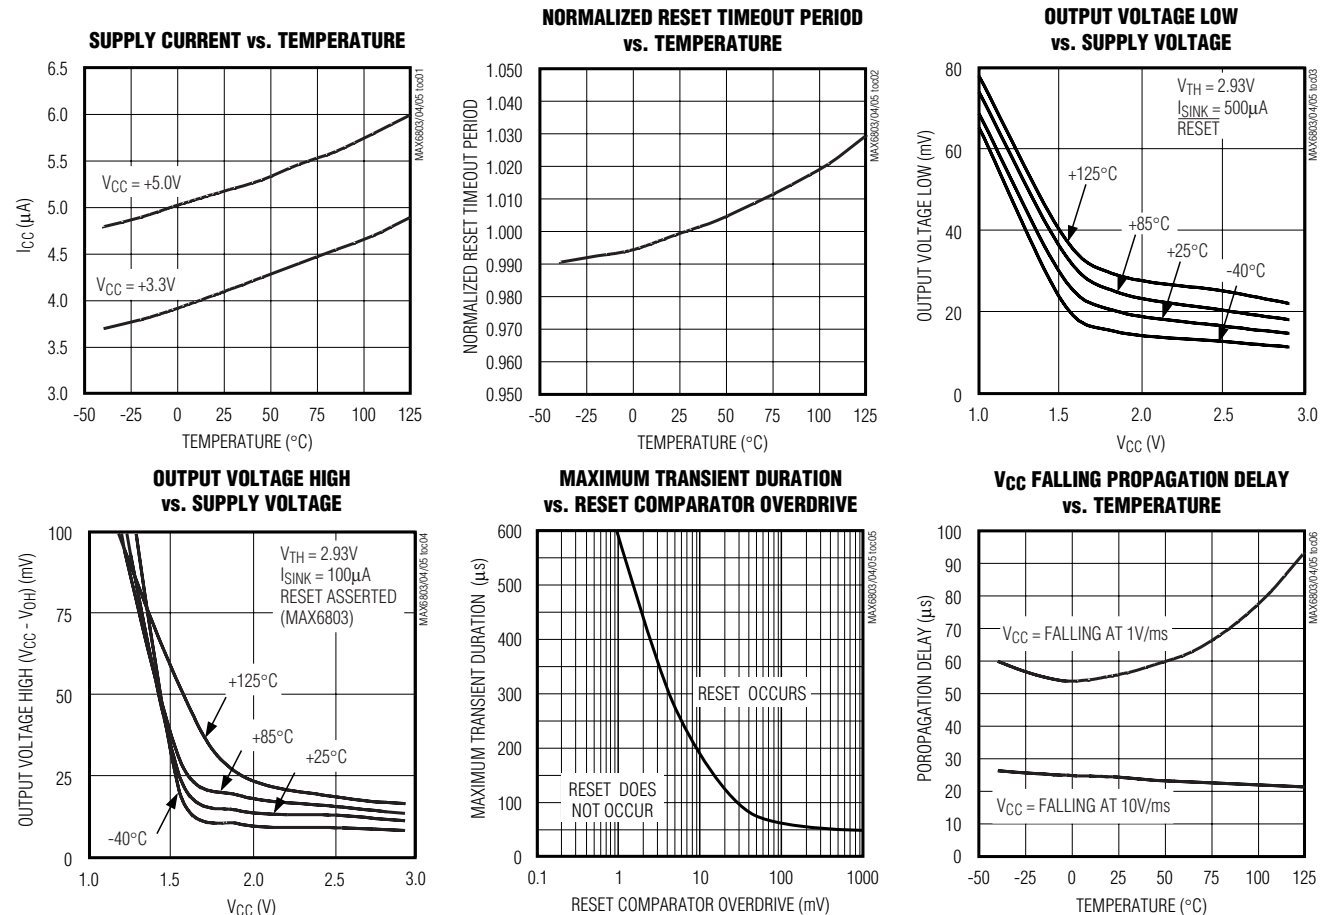 SUPPLY CURRENT vs. TEMPERATURE
6.5
6.0
5.5
5.0
4.5
4.0
3.5
3.0
ICC (µA)
VCC = +5.0V
VCC = +3.3V
-50 -25 0 25 50 75 100 125
TEMPERATURE (°C)
MAX6803/04/05 toc01
NORMALIZED RESET TIMEOUT PERIOD
vs. TEMPERATURE
1.050
1.040
1.030
1.020
1.010
1.000
0.990
0.980
0.970
0.960
0.950
NORMALIZED RESET TIMEOUT PERIOD
-50 -25 0 25 50 75 100 125
TEMPERATURE (°C)
MAX6803/04/05 toc02
OUTPUT VOLTAGE LOW
vs. SUPPLY VOLTAGE
80
60
40
20
0
OUTPUT VOLTAGE LOW (mV)
VTH = 2.93V
ISINK = 500µA
RESET
+125°C
+85°C
+25°C
-40°C
1.0 1.5 2.0 2.5 3.0
VCC (V)
MAX6803/04/05 toc03
OUTPUT VOLTAGE HIGH
vs. SUPPLY VOLTAGE
100
75
50
25
0
OUTPUT VOLTAGE HIGH (VCC - VOH) (mV)
VTH = 2.93V
ISINK = 100µA
RESET ASSERTED
(MAX6803)
+125°C
+85°C
+25°C
-40°C
1.0 1.5 2.0 2.5 3.0
VCC (V)
MAX6803/04/05 toc04
MAXIMUM TRANSIENT DURATION
vs. RESET COMPARATOR OVERDRIVE
600
500
400
300
200
100
0
MAXIMUM TRANSIENT DURATION (µs)
RESET OCCURS
RESET DOES
NOT OCCUR
0.1 1 10 100 1000
RESET COMPARATOR OVERDRIVE (mV)
MAX6803/04/05 toc05
VCC FALLING PROPAGATION DELAY
vs. TEMPERATURE
100
90
80
70
60
50
40
30
20
10
0
POROPAGATION DELAY (µs)
VCC = FALLING AT 1V/ms
VCC = FALLING AT 10V/ms
-50 -25 0 25 50 75 100 125
TEMPERATURE (°C)
MAX6803/04/05 toc06